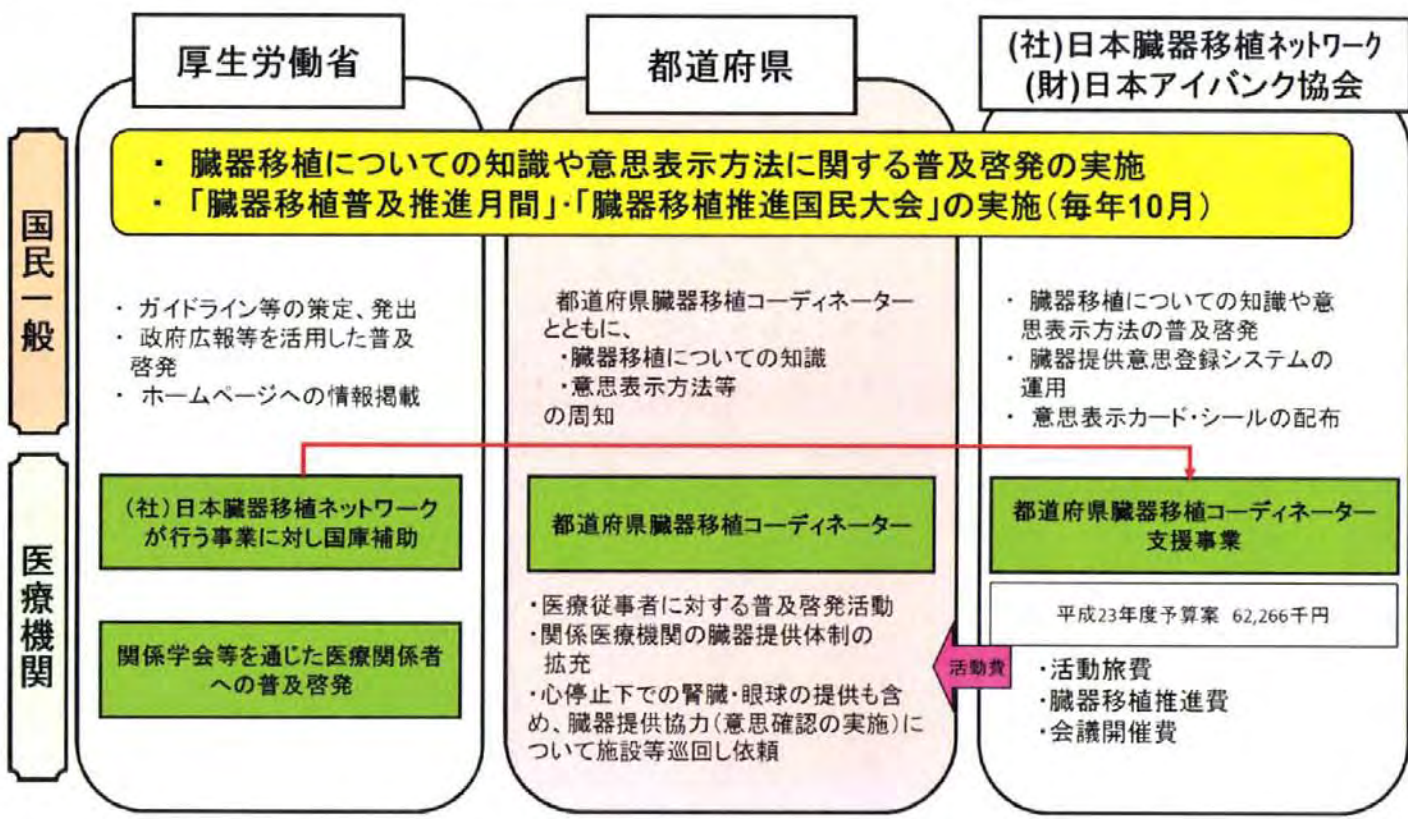 厚生労働省
都道府県
(社)日本臓器移植ネットワーク
(財)日本アイバンク協会
国民一般
・ 臓器移植についての知識や意思表示方法に関する普及啓発の実施
・ 「臓器移植普及推進月間」・「臓器移植推進国民大会」の実施(毎年10月)
・ ガイドライン等の策定、発出
・ 政府広報等を活用した普及
啓発
・ ホームページへの情報掲載
都道府県臓器移植コーディネーター
とともに、
・臓器移植についての知識
・意思表示方法等
の周知
・ 臓器移植についての知識や意
思表示方法の普及啓発
・ 臓器提供意思登録システムの
運用
・ 意思表示カード・シールの配布
医療機関
(社)日本臓器移植ネットワーク
が行う事業に対し国庫補助
関係学会等を通じた医療関係者
への普及啓発
都道府県臓器移植コーディネーター
・医療従事者に対する普及啓発活動
・関係医療機関の臓器提供体制の
拡充
・心停止下での腎臓・眼球の提供も含
め、臓器提供協力(意思確認の実施)に
ついて施設等巡回し依頼
都道府県臓器移植コーディネーター
支援事業
平成23年度予算案 62,266千円
活動費
・活動旅費
・臓器移植推進費
・会議開催費